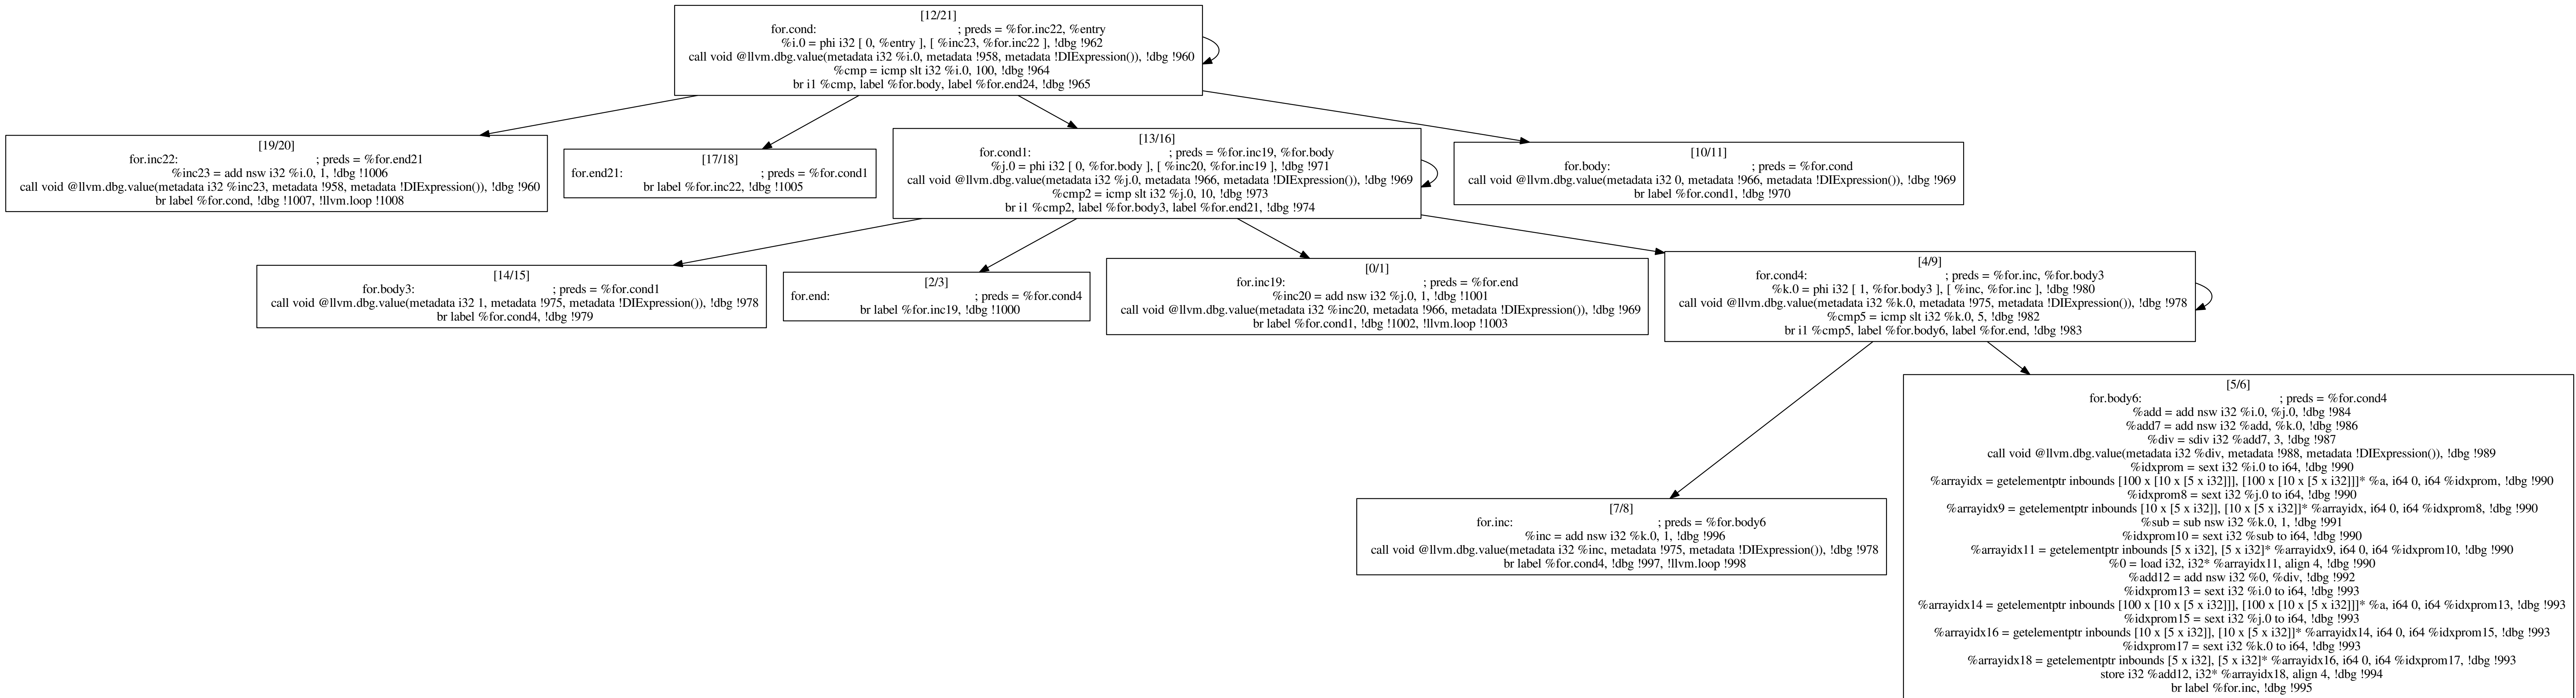 [12/21]
for.cond: ; preds = %for.inc22, %entry
%i.0 = phi i32 [ 0, %entry ], [ %inc23, %for.inc22 ], !dbg !962
call void @llvm.dbg.value(metadata i32 %i.0, metadata !958, metadata !DIExpression()), !dbg !960
%cmp = icmp slt i32 %i.0, 100, !dbg !964
br i1 %cmp, label %for.body, label %for.end24, !dbg !965
[19/20]
for.inc22: ; preds = %for.end21
%inc23 = add nsw i32 %i.0, 1, !dbg !1006
call void @llvm.dbg.value(metadata i32 %inc23, metadata !958, metadata !DIExpression()), !dbg !960
br label %for.cond, !dbg !1007, !llvm.loop !1008
[17/18]
for.end21: ; preds = %for.cond1
br label %for.inc22, !dbg !1005
[13/16]
for.cond1: ; preds = %for.inc19, %for.body
%j.0 = phi i32 [ 0, %for.body ], [ %inc20, %for.inc19 ], !dbg !971
call void @llvm.dbg.value(metadata i32 %j.0, metadata !966, metadata !DIExpression()), !dbg !969
%cmp2 = icmp slt i32 %j.0, 10, !dbg !973
br i1 %cmp2, label %for.body3, label %for.end21, !dbg !974
[10/11]
for.body: ; preds = %for.cond
call void @llvm.dbg.value(metadata i32 0, metadata !966, metadata !DIExpression()), !dbg !969
br label %for.cond1, !dbg !970
[14/15]
for.body3: ; preds = %for.cond1
call void @llvm.dbg.value(metadata i32 1, metadata !975, metadata !DIExpression()), !dbg !978
br label %for.cond4, !dbg !979
[2/3]
for.end: ; preds = %for.cond4
br label %for.inc19, !dbg !1000
[0/1]
for.inc19: ; preds = %for.end
%inc20 = add nsw i32 %j.0, 1, !dbg !1001
call void @llvm.dbg.value(metadata i32 %inc20, metadata !966, metadata !DIExpression()), !dbg !969
br label %for.cond1, !dbg !1002, !llvm.loop !1003
[4/9]
for.cond4: ; preds = %for.inc, %for.body3
%k.0 = phi i32 [ 1, %for.body3 ], [ %inc, %for.inc ], !dbg !980
call void @llvm.dbg.value(metadata i32 %k.0, metadata !975, metadata !DIExpression()), !dbg !978
%cmp5 = icmp slt i32 %k.0, 5, !dbg !982
br i1 %cmp5, label %for.body6, label %for.end, !dbg !983
[7/8]
for.inc: ; preds = %for.body6
%inc = add nsw i32 %k.0, 1, !dbg !996
call void @llvm.dbg.value(metadata i32 %inc, metadata !975, metadata !DIExpression()), !dbg !978
br label %for.cond4, !dbg !997, !llvm.loop !998
[5/6]
for.body6: ; preds = %for.cond4
%add = add nsw i32 %i.0, %j.0, !dbg !984
%add7 = add nsw i32 %add, %k.0, !dbg !986
%div = sdiv i32 %add7, 3, !dbg !987
call void @llvm.dbg.value(metadata i32 %div, metadata !988, metadata !DIExpression()), !dbg !989
%idxprom = sext i32 %i.0 to i64, !dbg !990
%arrayidx = getelementptr inbounds [100 x [10 x [5 x i32]]], [100 x [10 x [5 x i32]]]* %a, i64 0, i64 %idxprom, !dbg !990
%idxprom8 = sext i32 %j.0 to i64, !dbg !990
%arrayidx9 = getelementptr inbounds [10 x [5 x i32]], [10 x [5 x i32]]* %arrayidx, i64 0, i64 %idxprom8, !dbg !990
%sub = sub nsw i32 %k.0, 1, !dbg !991
%idxprom10 = sext i32 %sub to i64, !dbg !990
%arrayidx11 = getelementptr inbounds [5 x i32], [5 x i32]* %arrayidx9, i64 0, i64 %idxprom10, !dbg !990
%0 = load i32, i32* %arrayidx11, align 4, !dbg !990
%add12 = add nsw i32 %0, %div, !dbg !992
%idxprom13 = sext i32 %i.0 to i64, !dbg !993
%arrayidx14 = getelementptr inbounds [100 x [10 x [5 x i32]]], [100 x [10 x [5 x i32]]]* %a, i64 0, i64 %idxprom13, !dbg !993
%idxprom15 = sext i32 %j.0 to i64, !dbg !993
%arrayidx16 = getelementptr inbounds [10 x [5 x i32]], [10 x [5 x i32]]* %arrayidx14, i64 0, i64 %idxprom15, !dbg !993
%idxprom17 = sext i32 %k.0 to i64, !dbg !993
%arrayidx18 = getelementptr inbounds [5 x i32], [5 x i32]* %arrayidx16, i64 0, i64 %idxprom17, !dbg !993
store i32 %add12, i32* %arrayidx18, align 4, !dbg !994
br label %for.inc, !dbg !995